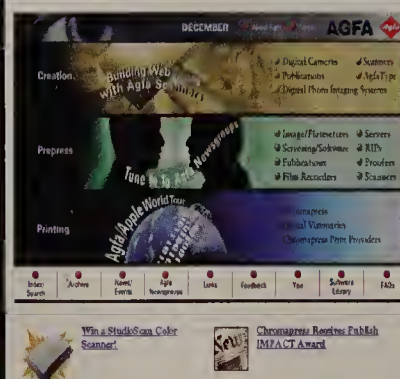 DECEMBER
AGFA
Creation
Building Web
with Agfa Scanners
Digital Cameras
Scanners
Publications
AgfaType
Digital Photo Imaging Systems
Prepress
Tune to Agfa Newsgroups
Image/Platesetters
Servers
Screening/Software
RIPs
Publications
Proofers
Film Recorders
Scanners
Printing
Agfa/Apple World Tour
Chromapress
Digital Visionaries
Chromapress Print Providers
Index/
Search
Archive
News/
Events
Agfa
Newsgroups
Links
Feedback
You
Software
Library
FAQs
Win a StudioScan Color
Scanner!
News
Chromapress Receives Publish
IMPACT Award